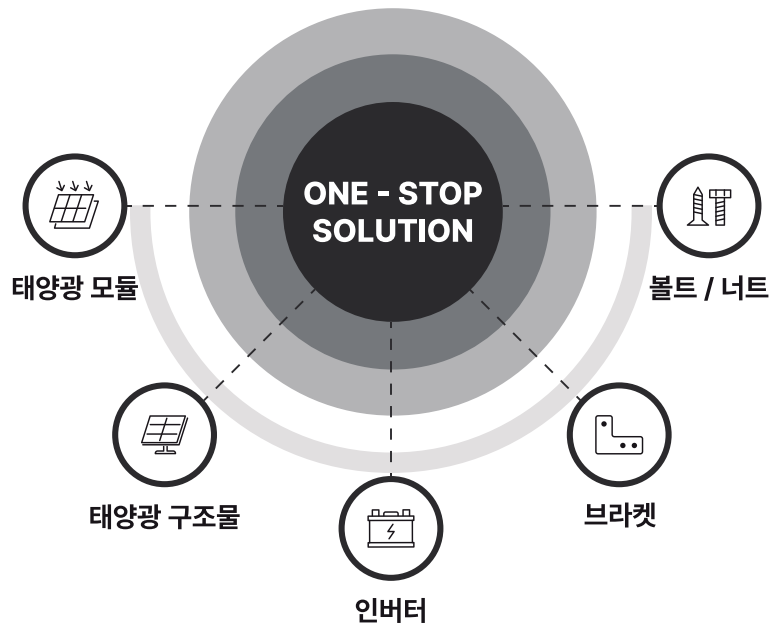 ONE - STOP
SOLUTION
태양광 모듈
볼트 / 너트
태양광 구조물
브라켓
인버터